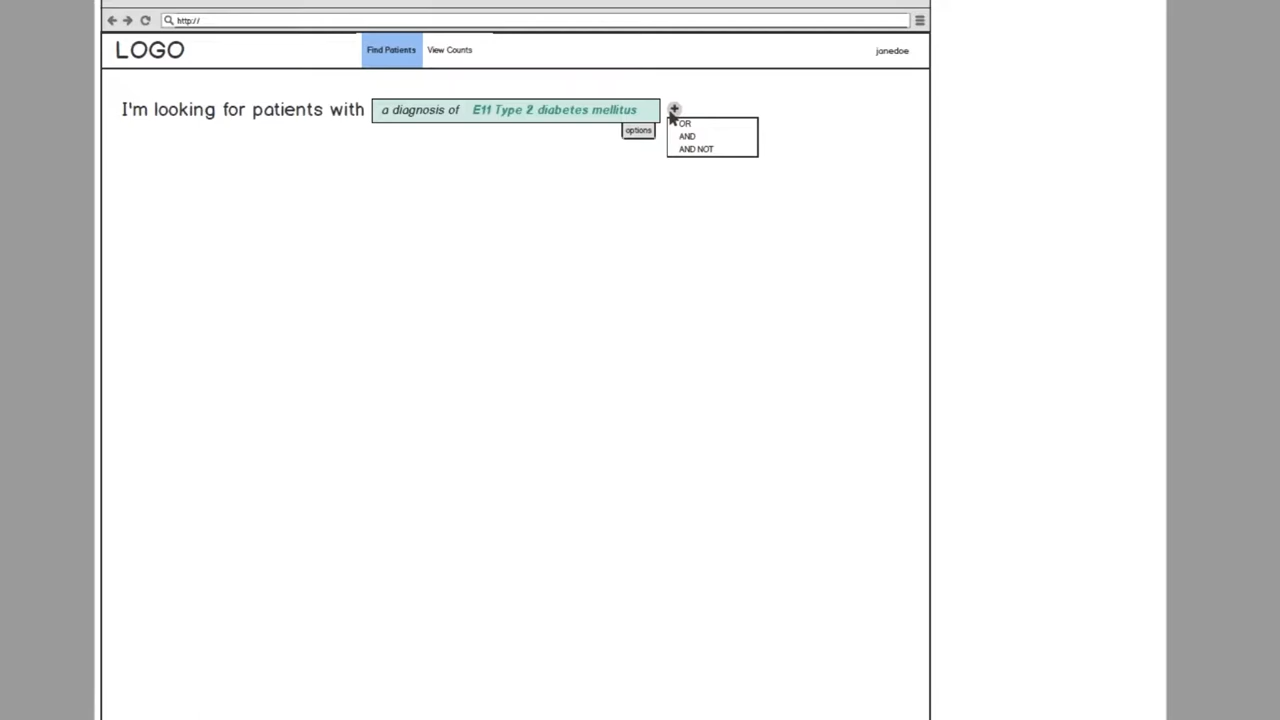 http://
LOGO
Find Patients
View Counts
janedoe
I'm looking for patients with a diagnosis of E11 Type 2 diabetes mellitus
options
OR
AND
AND NOT